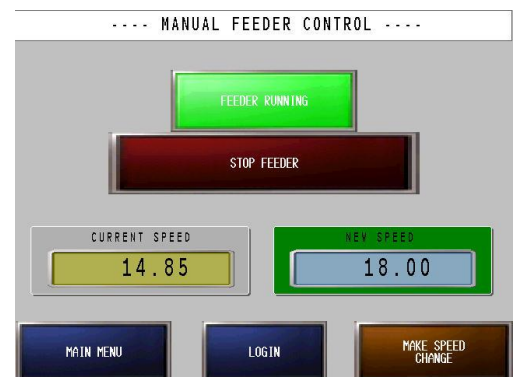 ---- MANUAL FEEDER CONTROL ----
FEEDER RUNNING
STOP FEEDER
CURRENT SPEED
14.85
NEW SPEED
18.00
MAIN MENU
LOGIN
MAKE SPEED
CHANGE